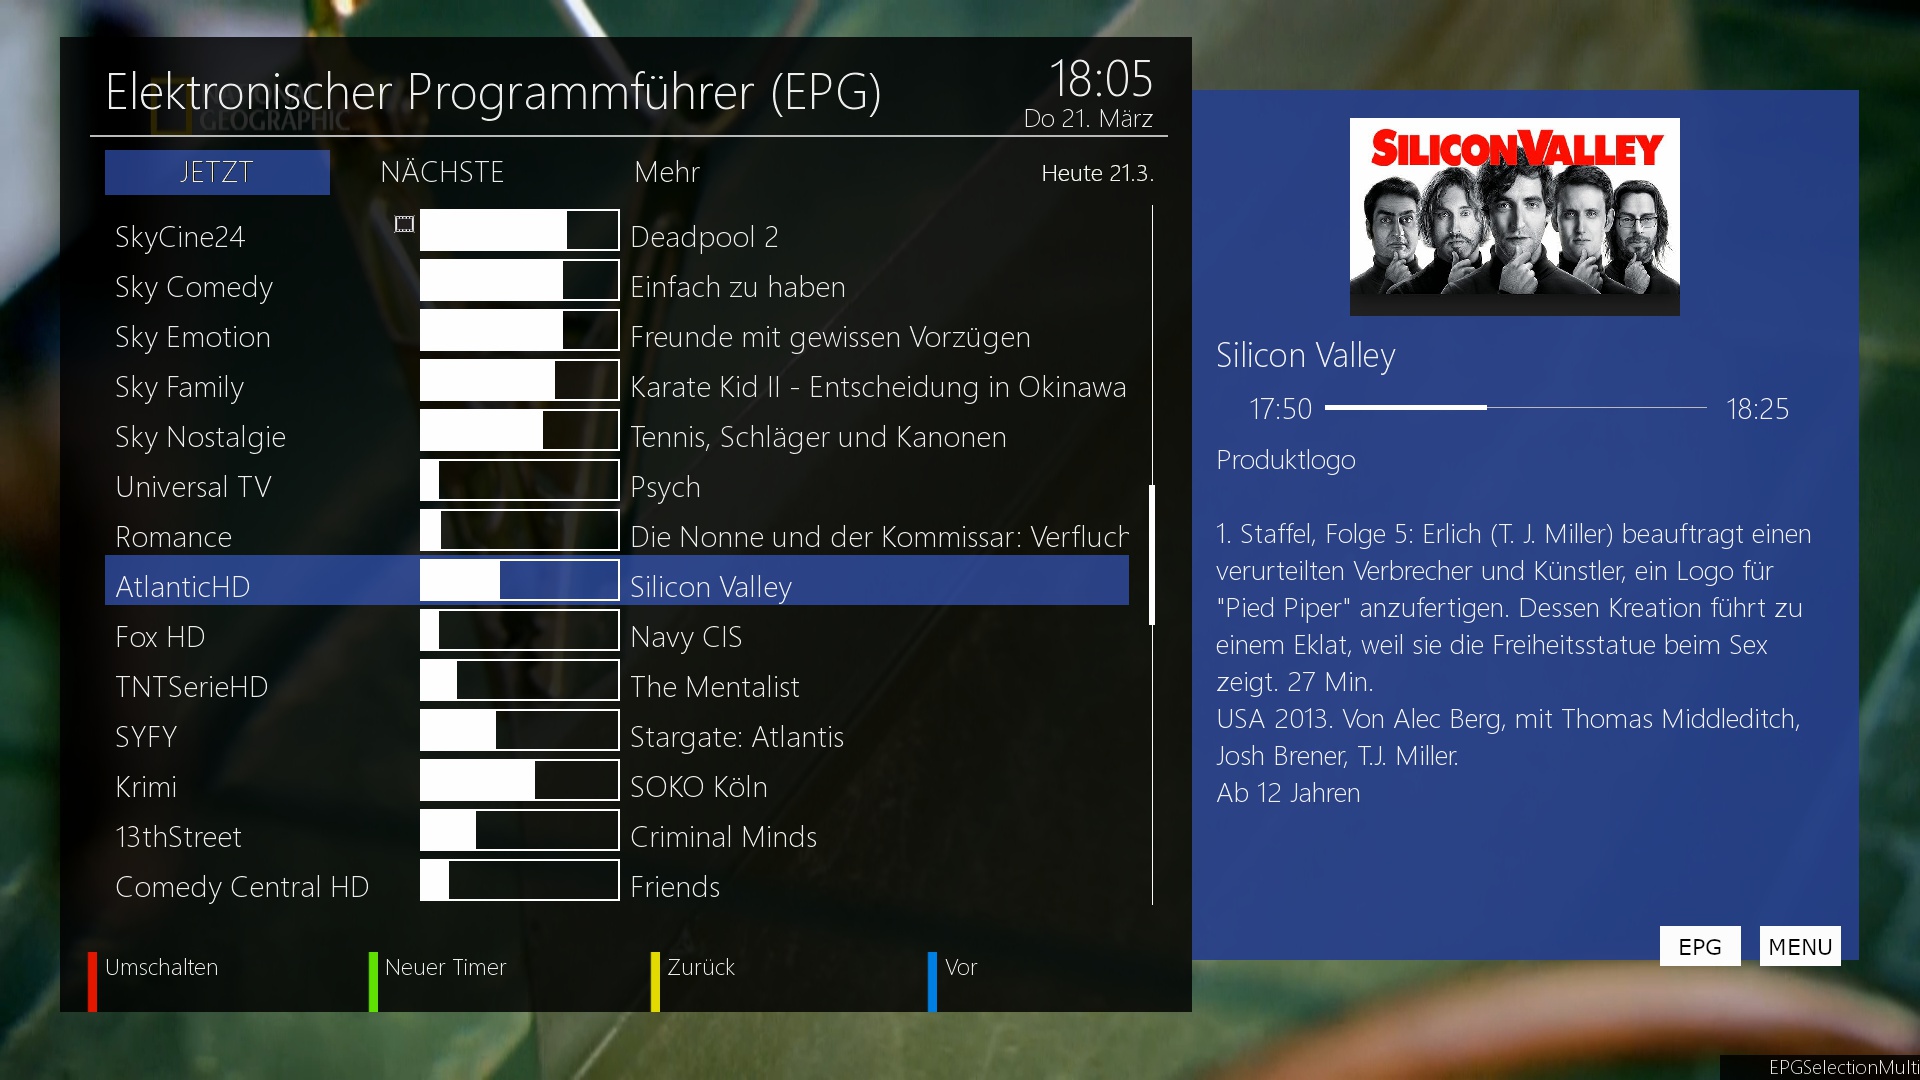 Elektronischer Programmführer (EPG)
18:05
Do 21. März
GEOGRAPHIC
JETZT NÄCHSTE Mehr Heute 21.3.
SkyCine24 Deadpool 2
Sky Comedy Einfach zu haben
Sky Emotion Freunde mit gewissen Vorzügen
Sky Family Karate Kid II - Entscheidung in Okinawa
Sky Nostalgie Tennis, Schläger und Kanonen
Universal TV Psych
Romance Die Nonne und der Kommissar: Verfluch
AtlanticHD Silicon Valley
Fox HD Navy CIS
TNTSerieHD The Mentalist
SYFY Stargate: Atlantis
Krimi SOKO Köln
13thStreet Criminal Minds
Comedy Central HD Friends
Umschalten Neuer Timer Zurück Vor
SILICON VALLEY
Silicon Valley
17:50 18:25
Produktlogo
1. Staffel, Folge 5: Erlich (T. J. Miller) beauftragt einen
verurteilten Verbrecher und Künstler, ein Logo für
"Pied Piper" anzufertigen. Dessen Kreation führt zu
einem Eklat, weil sie die Freiheitsstatue beim Sex
zeigt. 27 Min.
USA 2013. Von Alec Berg, mit Thomas Middleditch,
Josh Brener, T.J. Miller.
Ab 12 Jahren
EPG MENU
EPGSelectionMulti